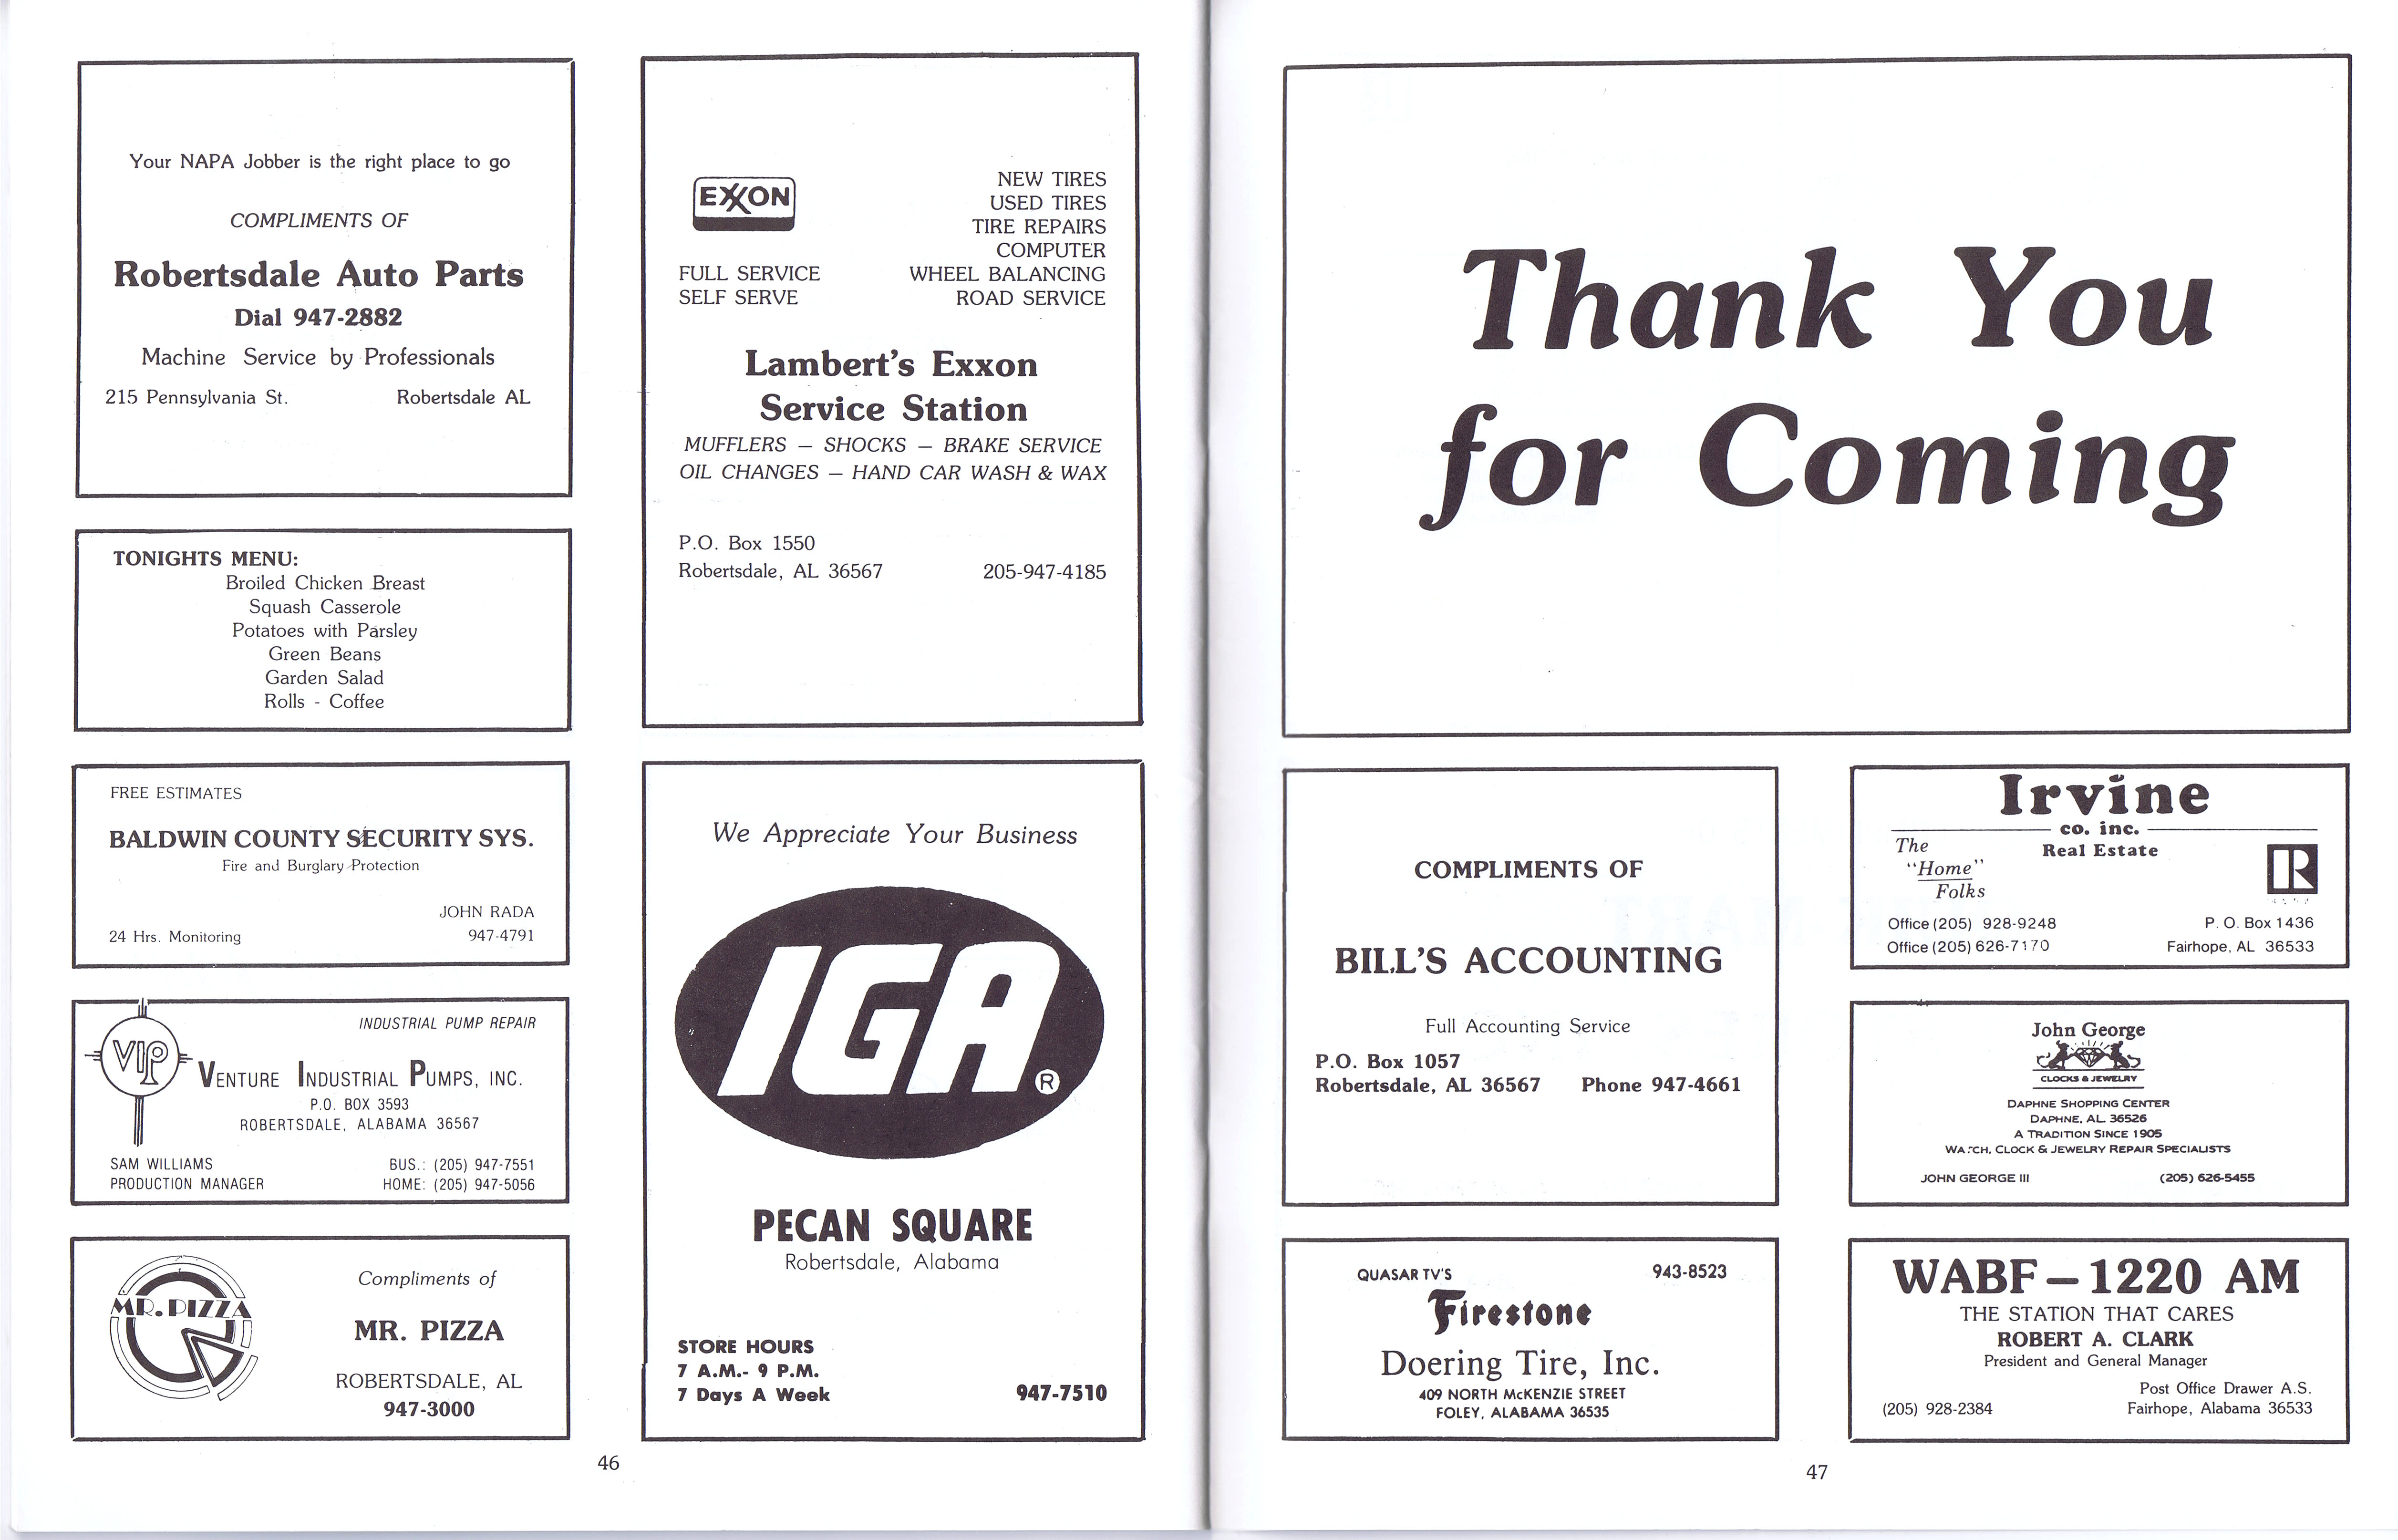 Your NAPA Jobber is the right place to go
COMPLIMENTS OF
Robertsdale Auto Parts
Dial 947-2882
Machine Service by Professionals
215 Pennsylvania St. Robertsdale AL
TONIGHTS MENU:
Broiled Chicken Breast
Squash Casserole
Potatoes with Parsley
Green Beans
Garden Salad
Rolls - Coffee
FREE ESTIMATES
BALDWIN COUNTY SECURITY SYS.
Fire and Burglary Protection
JOHN RADA
24 Hrs. Monitoring 947-4791
VIP
INDUSTRIAL PUMP REPAIR
VENTURE INDUSTRIAL PUMPS, INC.
P.O. BOX 3593
ROBERTSDALE, ALABAMA 36567
SAM WILLIAMS BUS.: (205) 947-7551
PRODUCTION MANAGER HOME: (205) 947-5056
MR. PIZZA
Compliments of
MR. PIZZA
ROBERTSDALE, AL
947-3000
EXXON
NEW TIRES
USED TIRES
TIRE REPAIRS
COMPUTER
FULL SERVICE WHEEL BALANCING
SELF SERVE ROAD SERVICE
Lambert's Exxon
Service Station
MUFFLERS — SHOCKS — BRAKE SERVICE
OIL CHANGES — HAND CAR WASH & WAX
P.O. Box 1550
Robertsdale, AL 36567 205-947-4185
We Appreciate Your Business
IGA®
PECAN SQUARE
Robertsdale, Alabama
STORE HOURS
7 A.M.- 9 P.M.
7 Days A Week 947-7510
46
Thank You
for Coming
COMPLIMENTS OF
BILL'S ACCOUNTING
Full Accounting Service
P.O. Box 1057
Robertsdale, AL 36567 Phone 947-4661
QUASAR TV'S 943-8523
Firestone
Doering Tire, Inc.
409 NORTH McKENZIE STREET
FOLEY, ALABAMA 36535
Irvine
co. inc.
Real Estate
The
"Home"
Folks
R
Office (205) 928-9248 P. O. Box 1436
Office (205) 626-7170 Fairhope, AL 36533
John George
CLOCKS & JEWELRY
DAPHNE SHOPPING CENTER
DAPHNE, AL 36526
A TRADITION SINCE 1905
WATCH, CLOCK & JEWELRY REPAIR SPECIALISTS
JOHN GEORGE III (205) 626-5455
WABF — 1220 AM
THE STATION THAT CARES
ROBERT A. CLARK
President and General Manager
Post Office Drawer A.S.
(205) 928-2384 Fairhope, Alabama 36533
47